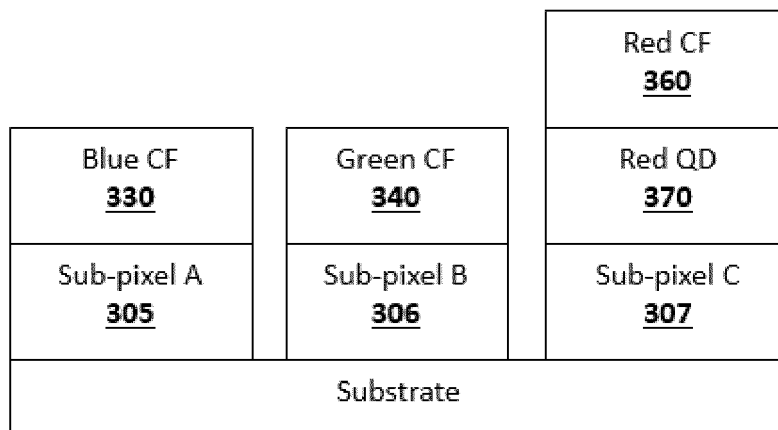 Red CF
360
Blue CF
330
Green CF
340
Red QD
370
Sub-pixel A
305
Sub-pixel B
306
Sub-pixel C
307
Substrate